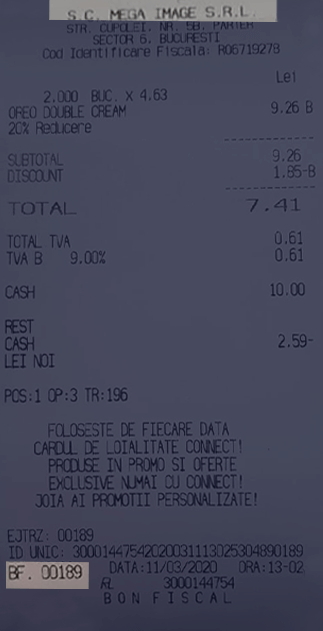 S.C. MEGA IMAGE S.R.L.
STR. CUPOLEI, NR. 5B, PARTER
SECTOR 6, BUCURESTI
Cod Identificare Fiscala: RO6719278
Lei
2.000 BUC. x 4.63
OREO DOUBLE CREAM 9.26 B
20% Reducere
SUBTOTAL 9.26
DISCOUNT 1.85-B
TOTAL 7.41
TOTAL TVA 0.61
TVA B 9.00% 0.61
CASH 10.00
REST
CASH 2.59-
LEI NOI
POS:1 OP:3 TR:196
FOLOSESTE DE FIECARE DATA
CARDUL DE LOIALITATE CONNECT!
PRODUSE IN PROMO SI OFERTE
EXCLUSIVE NUMAI CU CONNECT!
JOIA AI PROMOTII PERSONALIZATE!
EJTRZ: 00189
ID UNIC: 30001447542020031113025304890189
BF. 00189 DATA:11/03/2020 ORA:13-02
RL 3000144754
BON FISCAL